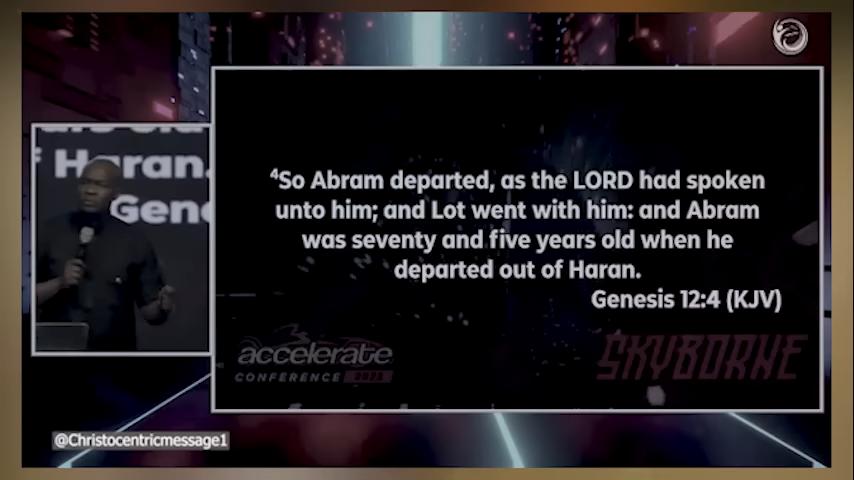 Haran.
Gen
⁴So Abram departed, as the LORD had spoken
unto him; and Lot went with him: and Abram
was seventy and five years old when he
departed out of Haran.
Genesis 12:4 (KJV)
accelerate
CONFERENCE 2023
SKYBORNE
@Christocentricmessage1